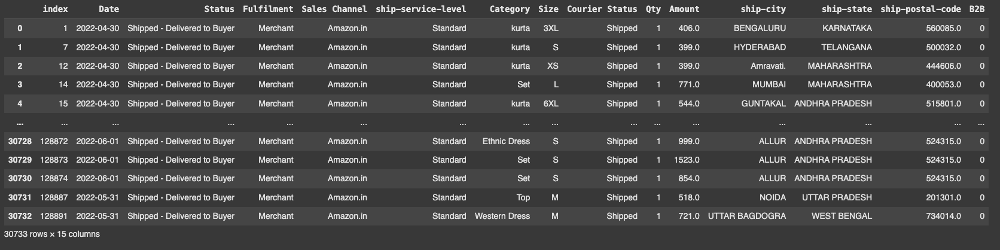 index Date Status Fulfilment Sales Channel ship-service-level Category Size Courier Status Qty Amount ship-city ship-state ship-postal-code B2B
0 1 2022-04-30 Shipped - Delivered to Buyer Merchant Amazon.in Standard kurta 3XL Shipped 1 406.0 BENGALURU KARNATAKA 560085.0 0
1 7 2022-04-30 Shipped - Delivered to Buyer Merchant Amazon.in Standard kurta S Shipped 1 399.0 HYDERABAD TELANGANA 500032.0 0
2 12 2022-04-30 Shipped - Delivered to Buyer Merchant Amazon.in Standard kurta XS Shipped 1 399.0 Amravati. MAHARASHTRA 444606.0 0
3 14 2022-04-30 Shipped - Delivered to Buyer Merchant Amazon.in Standard Set L Shipped 1 771.0 MUMBAI MAHARASHTRA 400053.0 0
4 15 2022-04-30 Shipped - Delivered to Buyer Merchant Amazon.in Standard kurta 6XL Shipped 1 544.0 GUNTAKAL ANDHRA PRADESH 515801.0 0
... ... ... ... ... ... ... ... ... ... ... ... ... ... ... ...
30728 128872 2022-06-01 Shipped - Delivered to Buyer Merchant Amazon.in Standard Ethnic Dress S Shipped 1 999.0 ALLUR ANDHRA PRADESH 524315.0 0
30729 128873 2022-06-01 Shipped - Delivered to Buyer Merchant Amazon.in Standard Set S Shipped 1 1523.0 ALLUR ANDHRA PRADESH 524315.0 0
30730 128874 2022-06-01 Shipped - Delivered to Buyer Merchant Amazon.in Standard Set S Shipped 1 854.0 ALLUR ANDHRA PRADESH 524315.0 0
30731 128887 2022-05-31 Shipped - Delivered to Buyer Merchant Amazon.in Standard Top M Shipped 1 518.0 NOIDA UTTAR PRADESH 201301.0 0
30732 128891 2022-05-31 Shipped - Delivered to Buyer Merchant Amazon.in Standard Western Dress M Shipped 1 721.0 UTTAR BAGDOGRA WEST BENGAL 734014.0 0
30733 rows × 15 columns